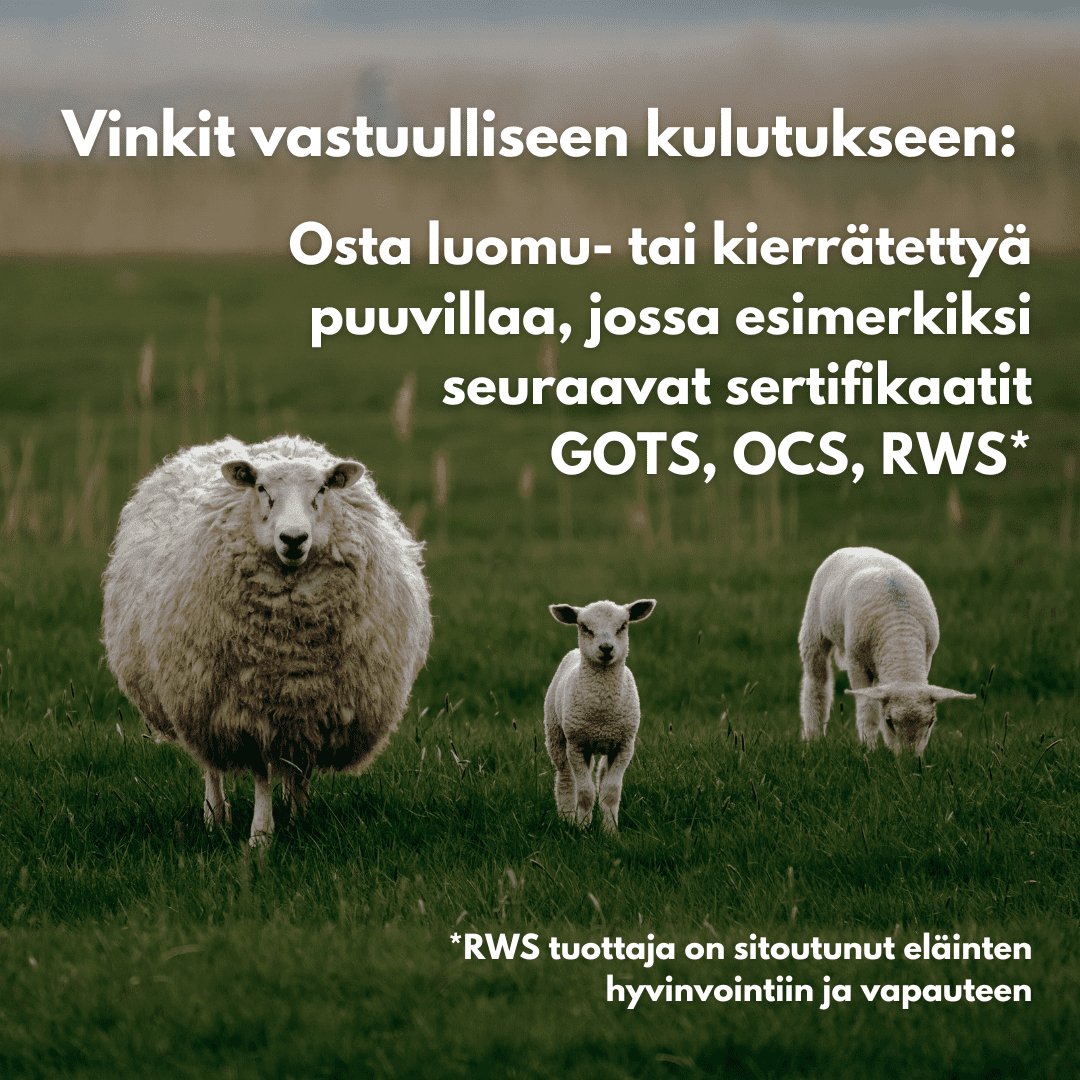 Vinkit vastuulliseen kulutukseen:
Osta luomu- tai kierrätettyä
puuvillaa, jossa esimerkiksi
seuraavat sertifikaatit
GOTS, OCS, RWS*
*RWS tuottaja on sitoutunut eläinten
hyvinvointiin ja vapauteen